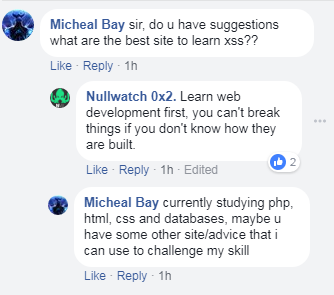 Micheal Bay sir, do u have suggestions
what are the best site to learn xss??
Like · Reply · 1h
Nullwatch 0x2. Learn web
development first, you can't break
things if you don't know how they
are built.
2
Like · Reply · 1h · Edited
Micheal Bay currently studying php,
html, css and databases, maybe u
have some other site/advice that i
can use to challenge my skill
Like · Reply · 1h